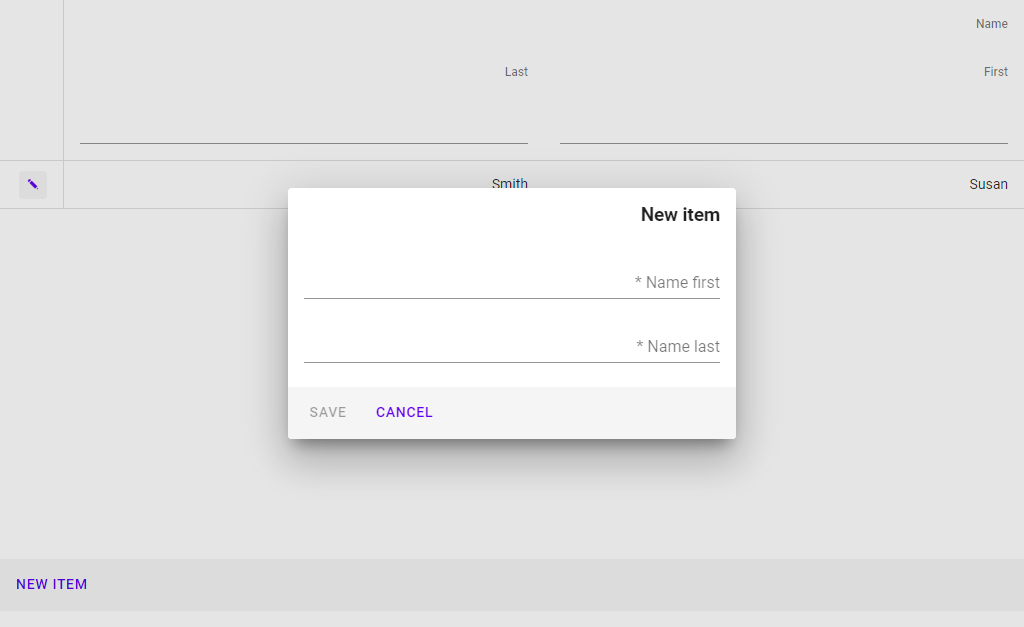 Name
First
Last
Susan
Smith
New item
* Name first
* Name last
SAVE
CANCEL
NEW ITEM